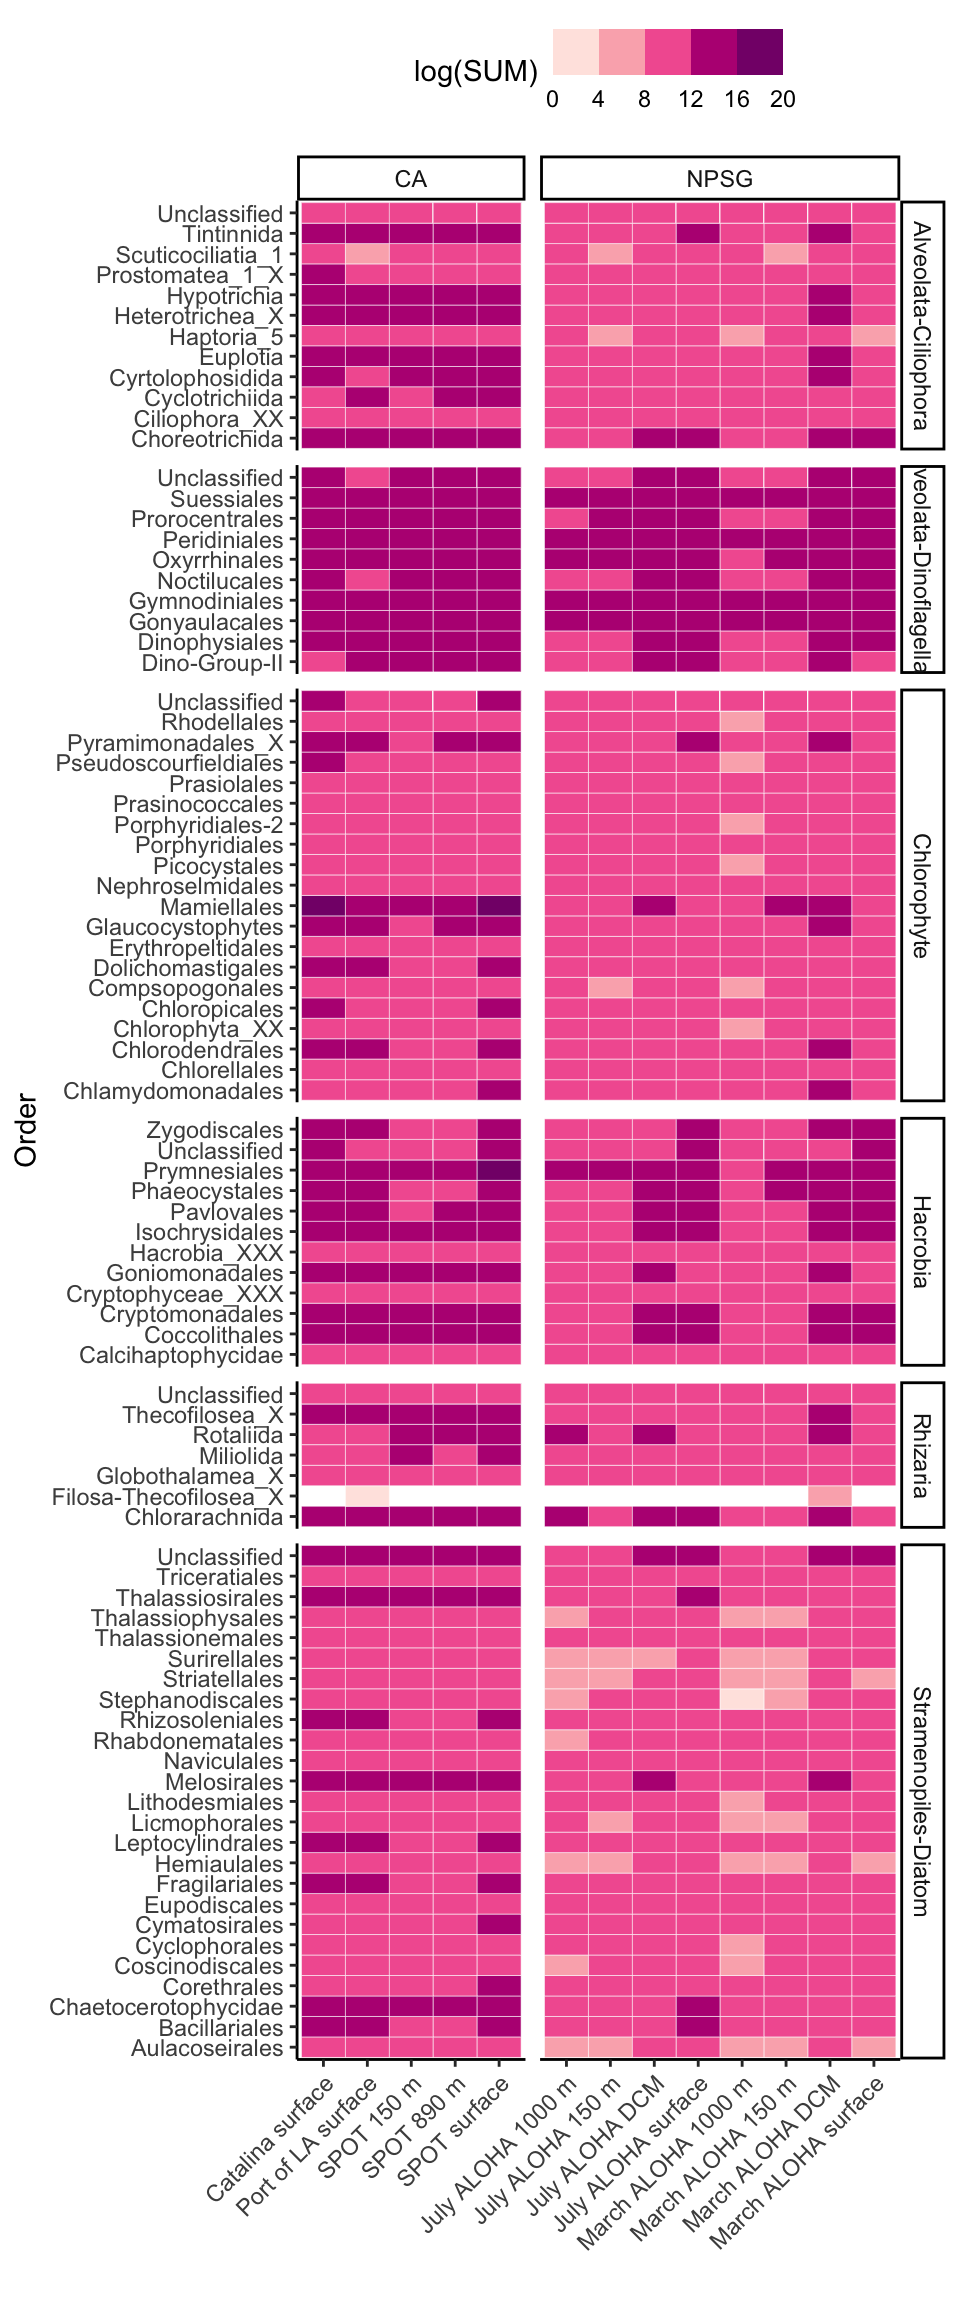 log(SUM)
0 4 8 12 16 20
CA
NPSG
Unclassified
Tintinnida
Scuticociliatia_1
Prostomatea_1_X
Hypotrichia
Heterotrichea_X
Haptoria_5
Euplotia
Cyrtolophosidida
Cyclotrichiida
Ciliophora_XX
Choreotrichida
Alveolata-Ciliophora
Unclassified
Suessiales
Prorocentrales
Peridiniales
Oxyrrhinales
Noctilucales
Gymnodiniales
Gonyaulacales
Dinophysiales
Dino-Group-II
veolata-Dinoflagella
Unclassified
Rhodellales
Pyramimonadales_X
Pseudoscourfieldiales
Prasiolales
Prasinococcales
Porphyridiales-2
Porphyridiales
Picocystales
Nephroselmidales
Mamiellales
Glaucocystophytes
Erythropeltidales
Dolichomastigales
Compsopogonales
Chloropicales
Chlorophyta_XX
Chlorodendrales
Chlorellales
Chlamydomonadales
Chlorophyte
Order
Zygodiscales
Unclassified
Prymnesiales
Phaeocystales
Pavlovales
Isochrysidales
Hacrobia_XXX
Goniomonadales
Cryptophyceae_XXX
Cryptomonadales
Coccolithales
Calcihaptophycidae
Hacrobia
Unclassified
Thecofilosea_X
Rotaliida
Miliolida
Globothalamea_X
Filosa-Thecofilosea_X
Chlorarachnida
Rhizaria
Unclassified
Triceratiales
Thalassiosirales
Thalassiophysales
Thalassionemales
Surirellales
Striatellales
Stephanodiscales
Rhizosoleniales
Rhabdonematales
Naviculales
Melosirales
Lithodesmiales
Licmophorales
Leptocylindrales
Hemiaulales
Fragilariales
Eupodiscales
Cymatosirales
Cyclophorales
Coscinodiscales
Corethrales
Chaetocerotophycidae
Bacillariales
Aulacoseirales
Stramenopiles-Diatom
Catalina surface
Port of LA surface
SPOT 150 m
SPOT 890 m
SPOT surface
July ALOHA 1000 m
July ALOHA 150 m
July ALOHA DCM
July ALOHA surface
March ALOHA 1000 m
March ALOHA 150 m
March ALOHA DCM
March ALOHA surface